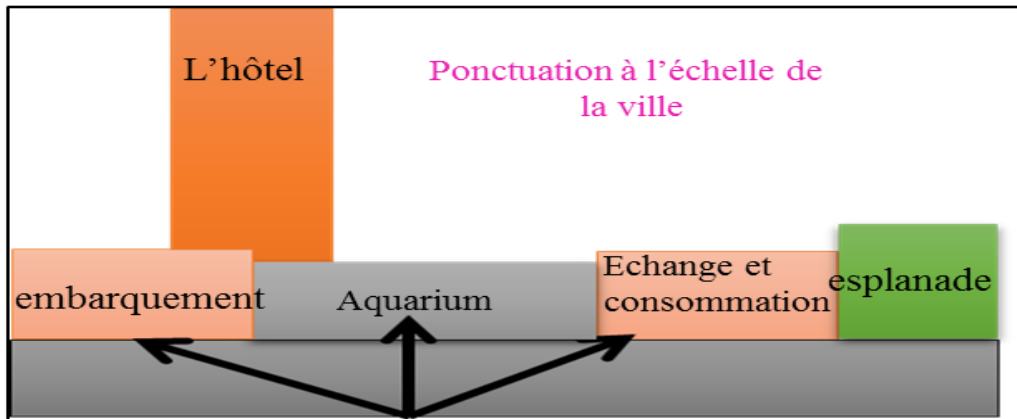 L'hôtel
Ponctuation à l'échelle de
la ville
embarquement
Aquarium
Echange et
consommation
esplanade